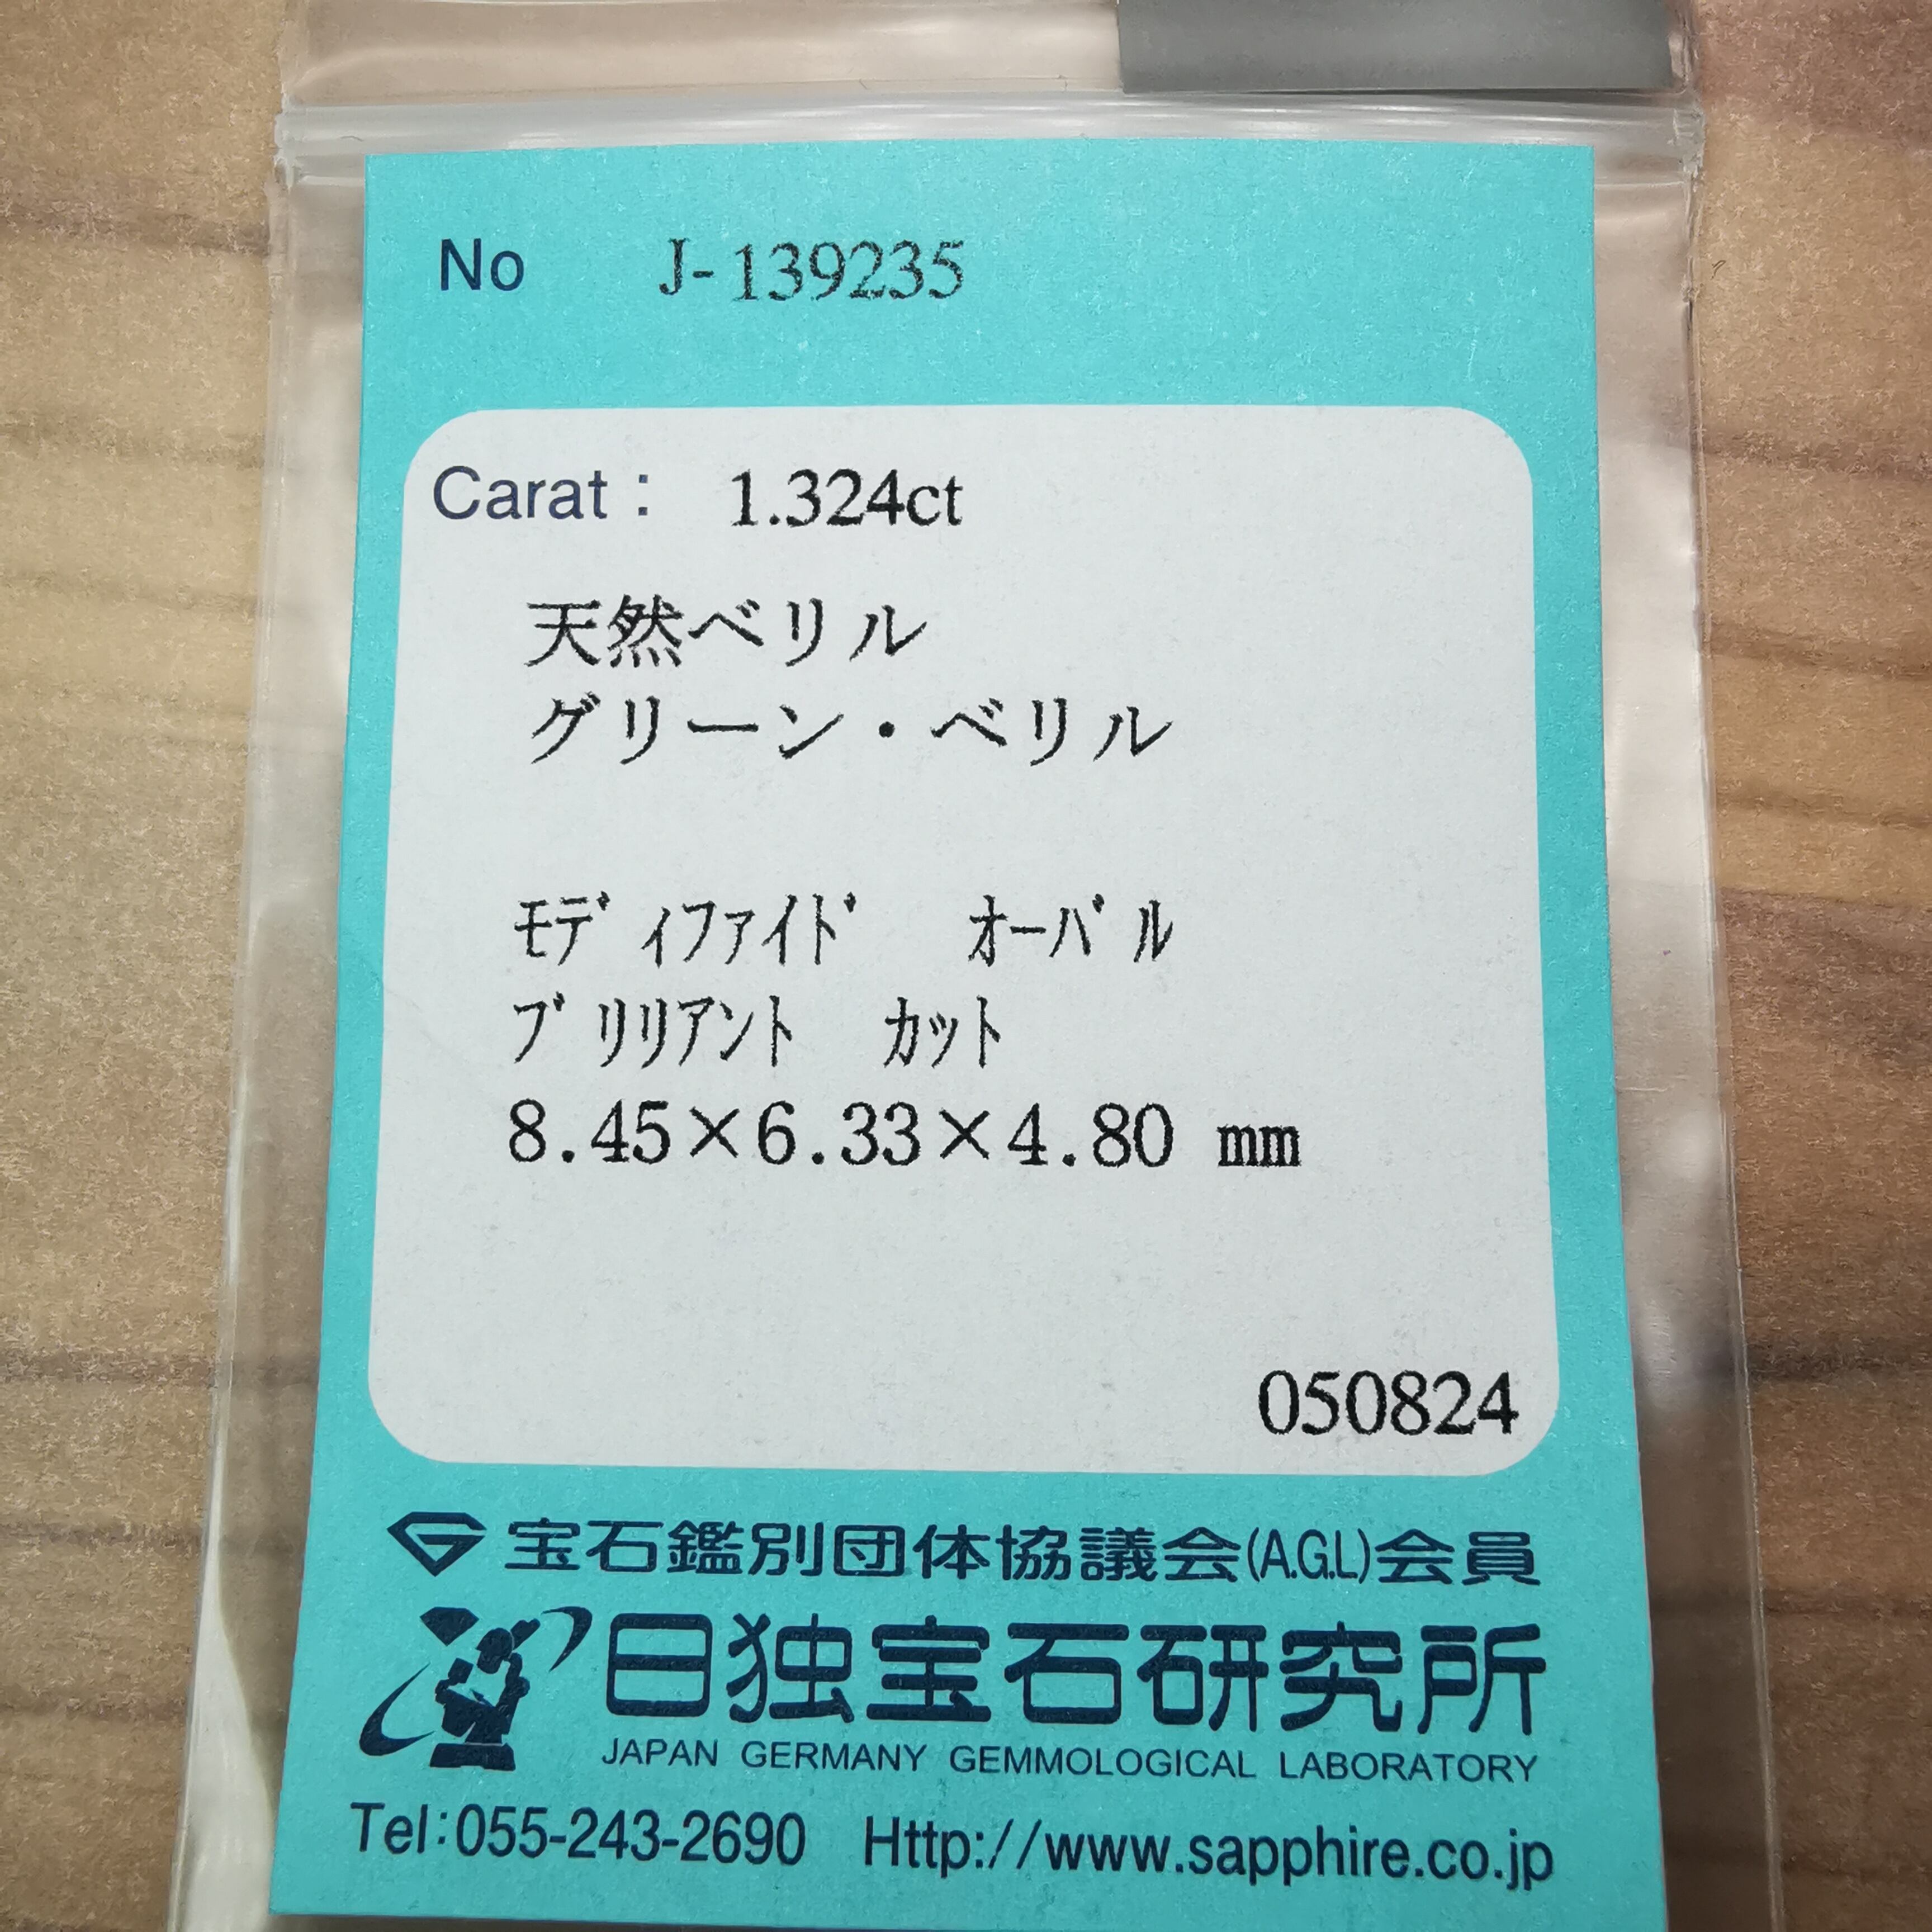 No J-139235
Carat : 1.324ct
天然ベリル
グリーン・ベリル
ﾓﾃﾞｨﾌｧｲﾄﾞ ｵｰﾊﾞﾙ
ﾌﾞﾘﾘｱﾝﾄ ｶｯﾄ
8.45×6.33×4.80 mm
050824
宝石鑑別団体協議会(A.G.L)会員
日独宝石研究所
JAPAN GERMANY GEMMOLOGICAL LABORATORY
Tel:055-243-2690 Http://www.sapphire.co.jp